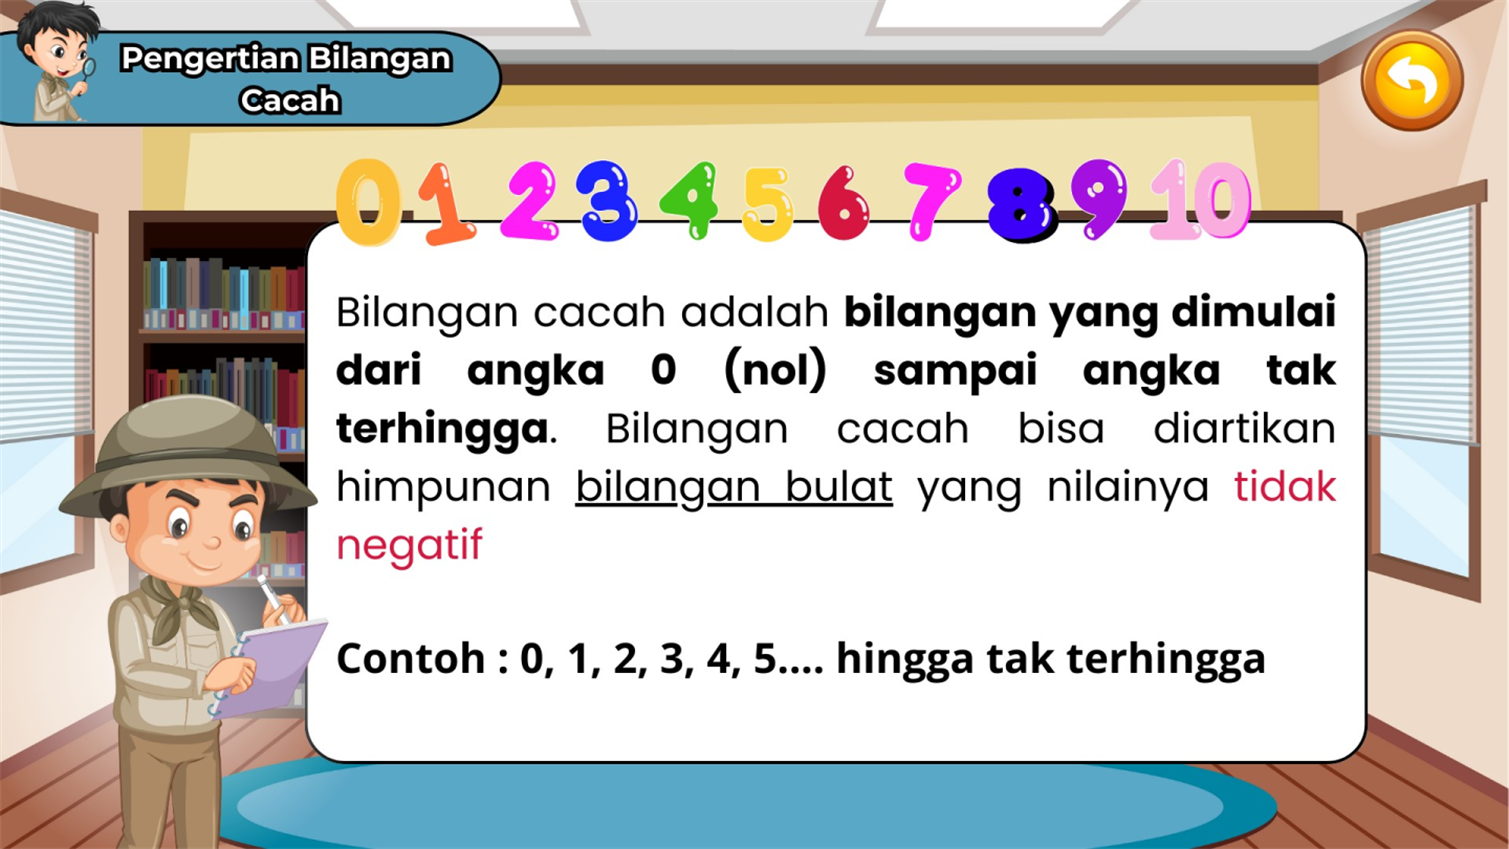 Pengertian Bilangan
Cacah
0 1 2 3 4 5 6 7 8 9 10
Bilangan cacah adalah bilangan yang dimulai
dari angka 0 (nol) sampai angka tak
terhingga. Bilangan cacah bisa diartikan
himpunan bilangan bulat yang nilainya tidak
negatif
Contoh : 0, 1, 2, 3, 4, 5.... hingga tak terhingga